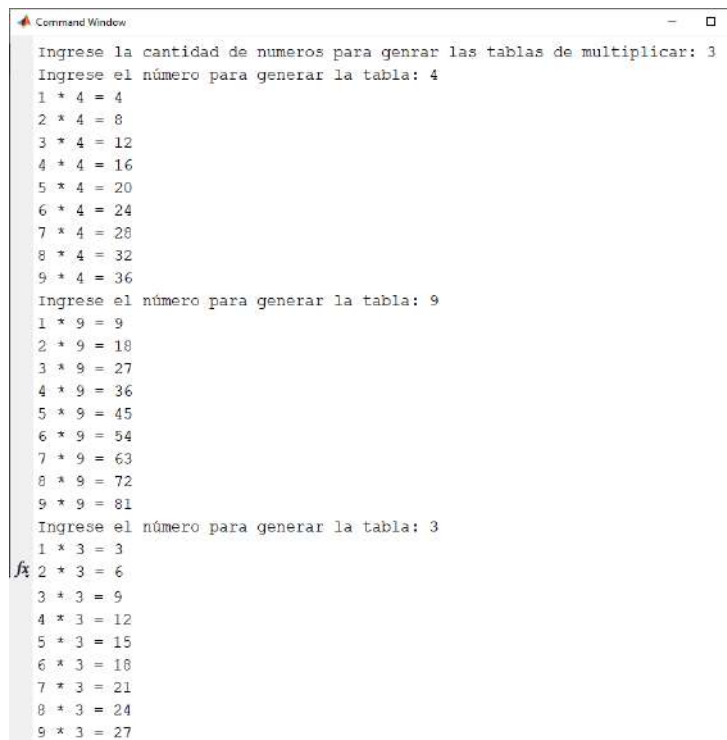 Command Window
Ingrese la cantidad de numeros para genrar las tablas de multiplicar: 3
Ingrese el número para generar la tabla: 4
1 * 4 = 4
2 * 4 = 8
3 * 4 = 12
4 * 4 = 16
5 * 4 = 20
6 * 4 = 24
7 * 4 = 28
8 * 4 = 32
9 * 4 = 36
Ingrese el número para generar la tabla: 9
1 * 9 = 9
2 * 9 = 18
3 * 9 = 27
4 * 9 = 36
5 * 9 = 45
6 * 9 = 54
7 * 9 = 63
8 * 9 = 72
9 * 9 = 81
Ingrese el número para generar la tabla: 3
1 * 3 = 3
fx 2 * 3 = 6
3 * 3 = 9
4 * 3 = 12
5 * 3 = 15
6 * 3 = 18
7 * 3 = 21
8 * 3 = 24
9 * 3 = 27